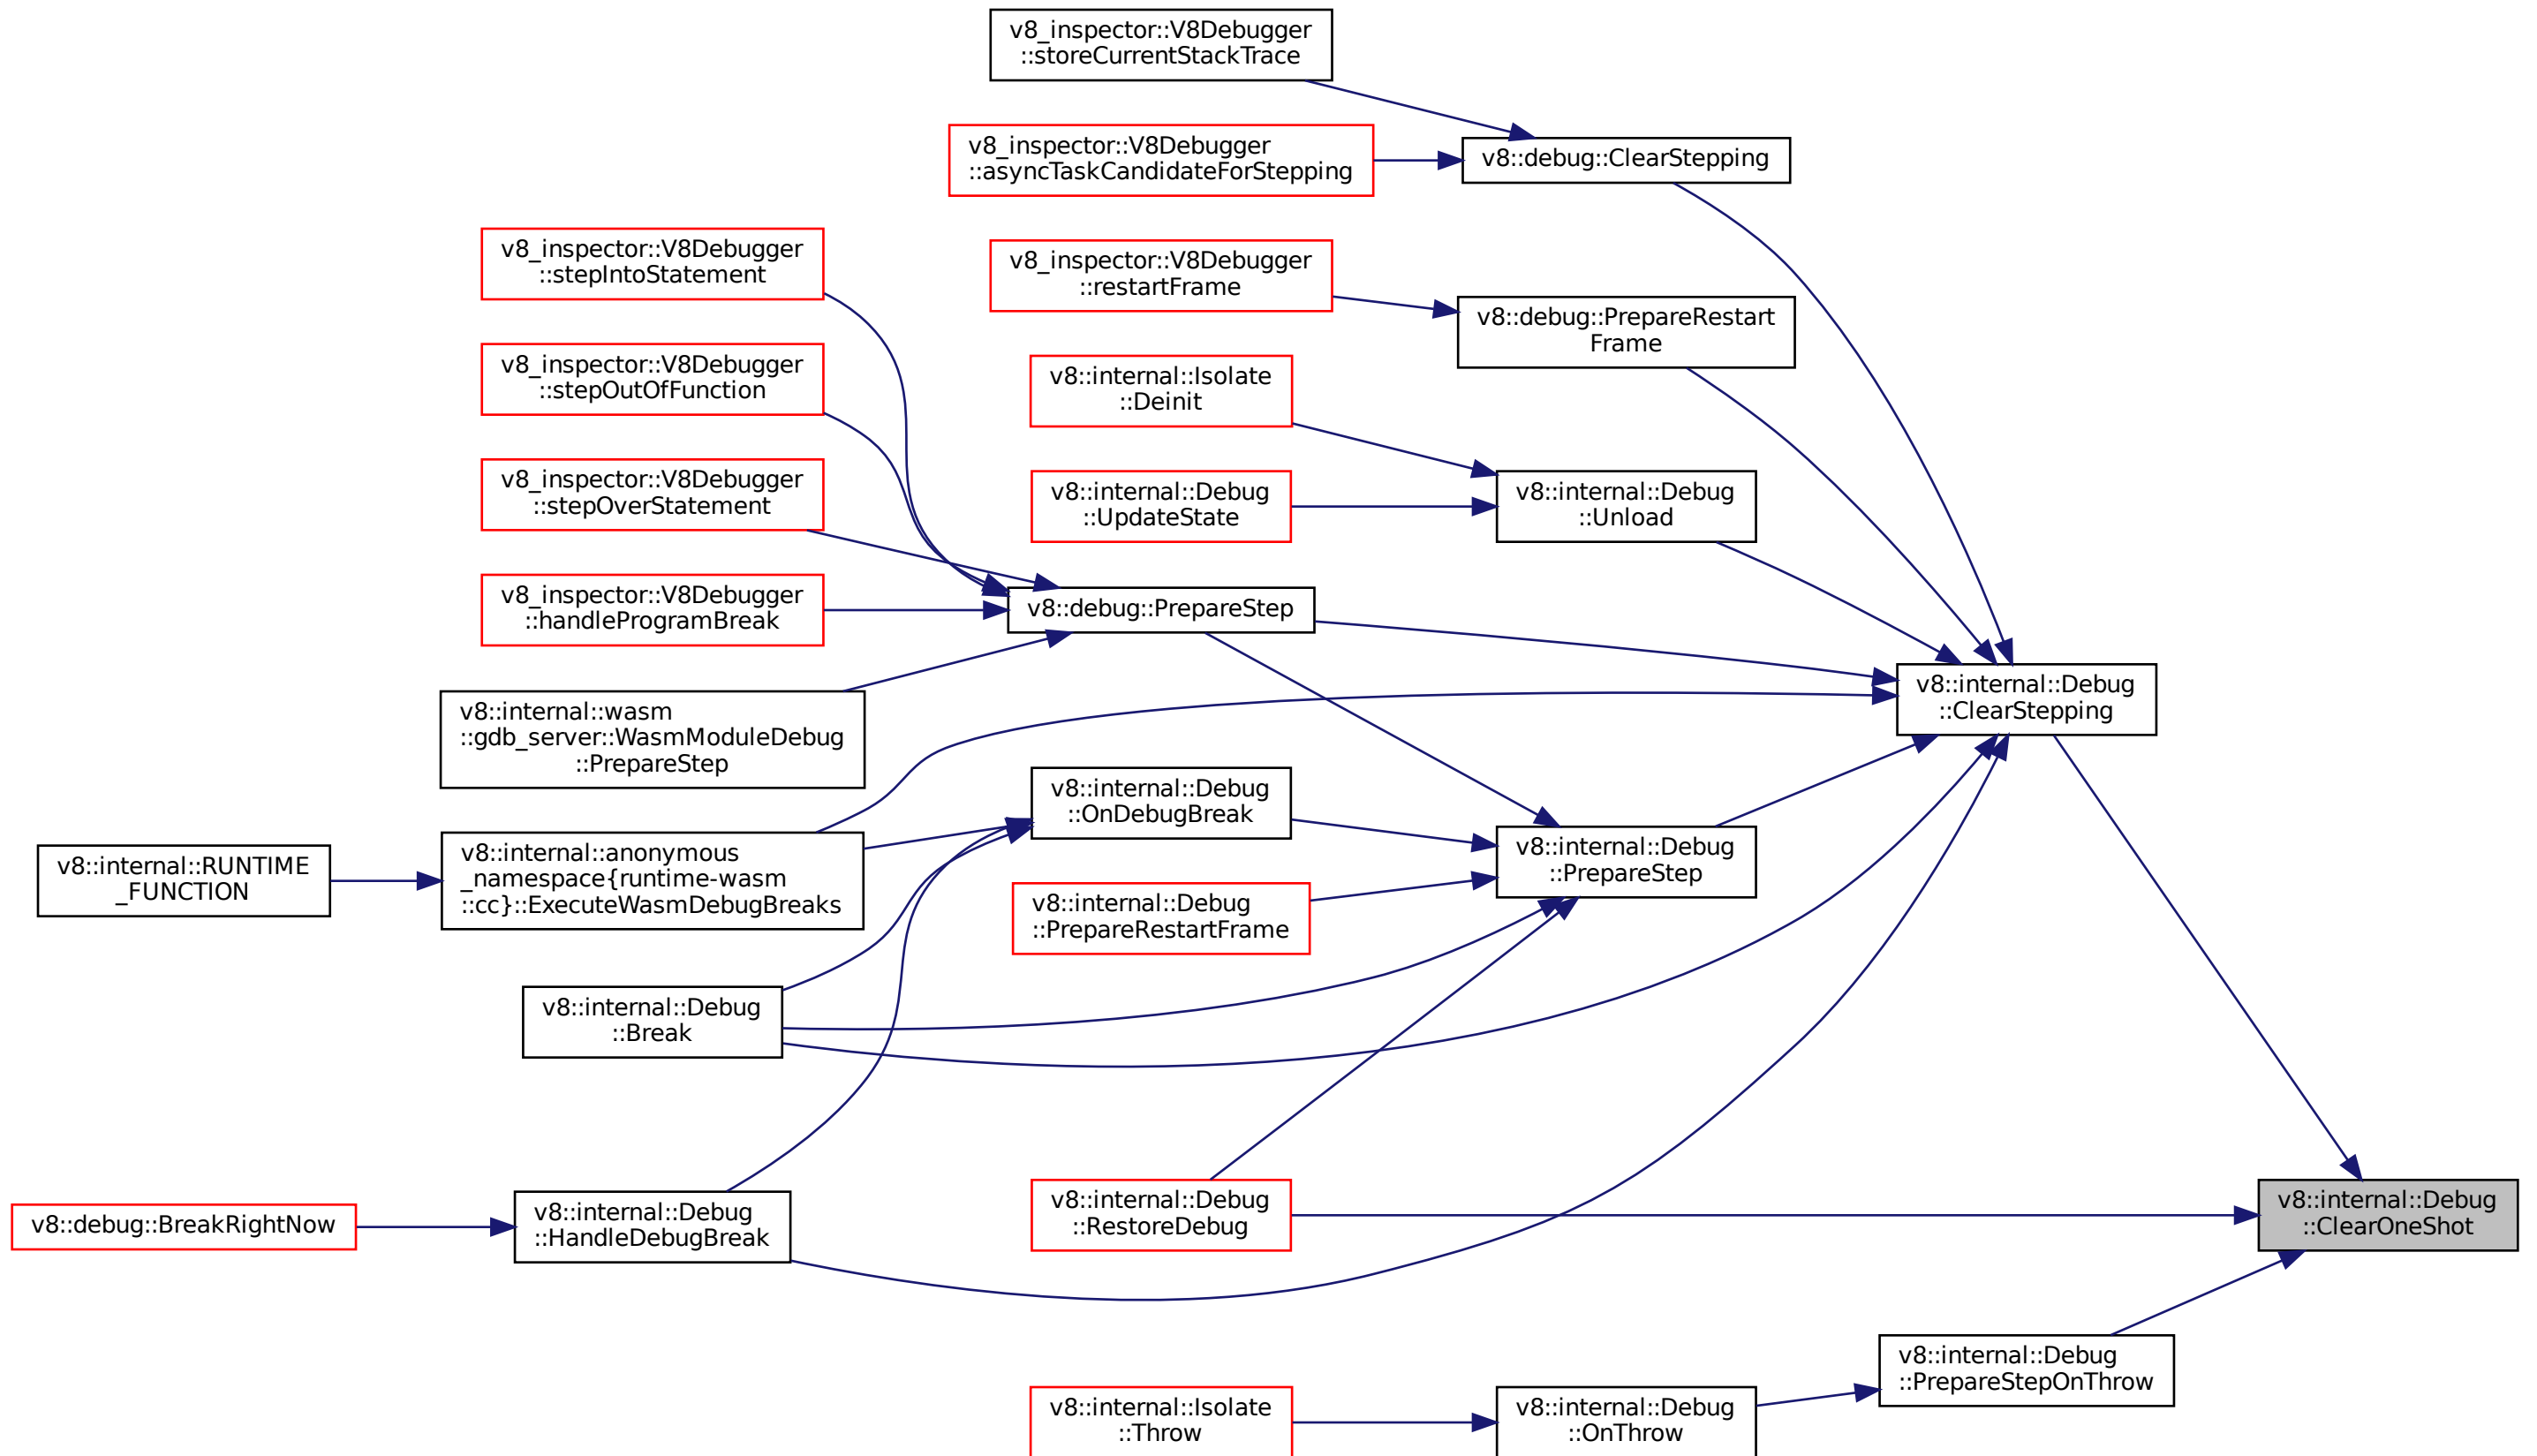 v8_inspector::V8Debugger
::storeCurrentStackTrace
v8_inspector::V8Debugger
::asyncTaskCandidateForStepping
v8::debug::ClearStepping
v8_inspector::V8Debugger
::stepIntoStatement
v8_inspector::V8Debugger
::restartFrame
v8::debug::PrepareRestart
Frame
v8_inspector::V8Debugger
::stepOutOfFunction
v8::internal::Isolate
::Deinit
v8_inspector::V8Debugger
::stepOverStatement
v8::internal::Debug
::UpdateState
v8::internal::Debug
::Unload
v8_inspector::V8Debugger
::handleProgramBreak
v8::debug::PrepareStep
v8::internal::Debug
::ClearStepping
v8::internal::wasm
::gdb_server::WasmModuleDebug
::PrepareStep
v8::internal::Debug
::OnDebugBreak
v8::internal::Debug
::PrepareStep
v8::internal::RUNTIME
_FUNCTION
v8::internal::anonymous
_namespace{runtime-wasm
::cc}::ExecuteWasmDebugBreaks
v8::internal::Debug
::PrepareRestartFrame
v8::internal::Debug
::Break
v8::debug::BreakRightNow
v8::internal::Debug
::HandleDebugBreak
v8::internal::Debug
::RestoreDebug
v8::internal::Debug
::ClearOneShot
v8::internal::Debug
::PrepareStepOnThrow
v8::internal::Isolate
::Throw
v8::internal::Debug
::OnThrow